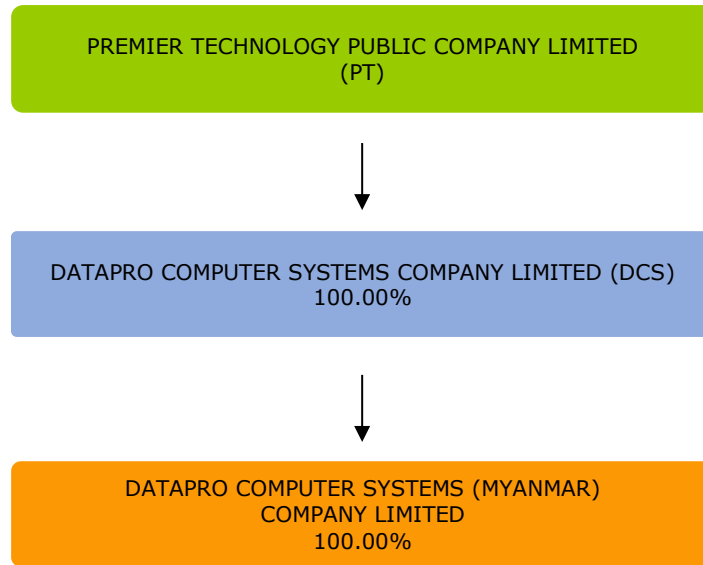 PREMIER TECHNOLOGY PUBLIC COMPANY LIMITED
(PT)
DATAPRO COMPUTER SYSTEMS COMPANY LIMITED (DCS)
100.00%
DATAPRO COMPUTER SYSTEMS (MYANMAR)
COMPANY LIMITED
100.00%